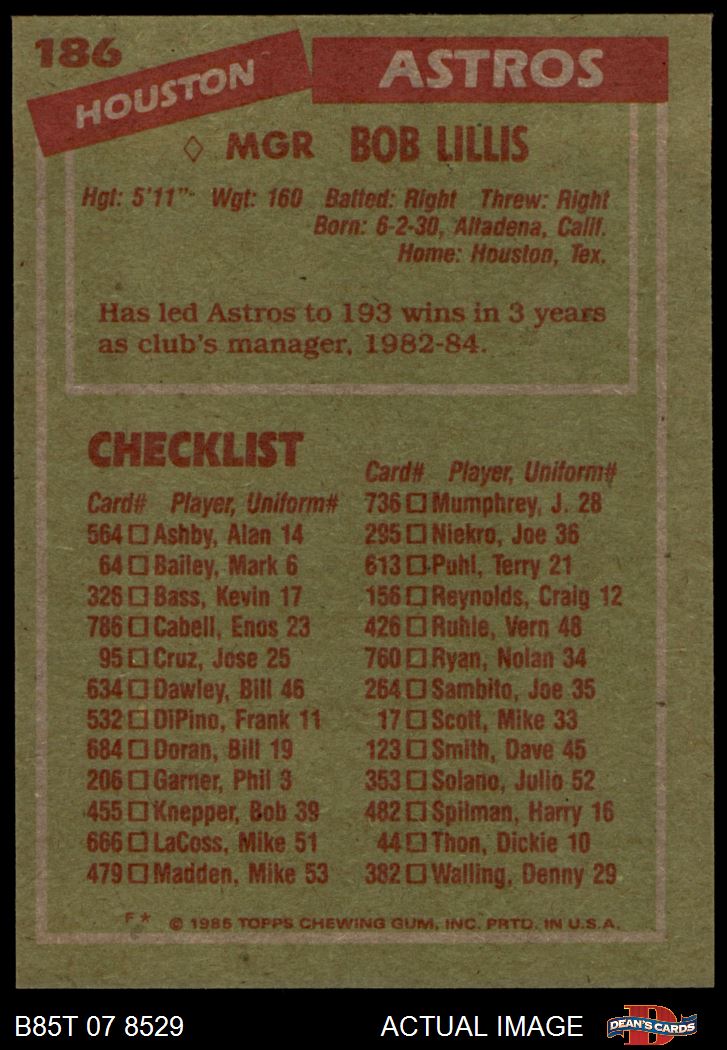 186
HOUSTON ASTROS
◇ MGR BOB LILLIS
Hgt: 5'11" Wgt: 160 Batted: Right Threw: Right
Born: 6-2-30, Altadena, Calif.
Home: Houston, Tex.
Has led Astros to 193 wins in 3 years
as club's manager, 1982-84.
CHECKLIST
Card# Player, Uniform#
564 □ Ashby, Alan 14
64 □ Bailey, Mark 6
326 □ Bass, Kevin 17
786 □ Cabell, Enos 23
95 □ Cruz, Jose 25
634 □ Dawley, Bill 46
532 □ DiPino, Frank 11
684 □ Doran, Bill 19
206 □ Garner, Phil 3
455 □ Knepper, Bob 39
666 □ LaCoss, Mike 51
479 □ Madden, Mike 53
Card# Player, Uniform#
736 □ Mumphrey, J. 28
295 □ Niekro, Joe 36
613 □ Puhl, Terry 21
156 □ Reynolds, Craig 12
426 □ Ruhle, Vern 48
760 □ Ryan, Nolan 34
264 □ Sambito, Joe 35
17 □ Scott, Mike 33
123 □ Smith, Dave 45
353 □ Solano, Julio 52
482 □ Spilman, Harry 16
44 □ Thon, Dickie 10
382 □ Walling, Denny 29
F* © 1985 TOPPS CHEWING GUM, INC. PRTD. IN U.S.A.
B85T 07 8529 ACTUAL IMAGE
D
DEAN'S CARDS